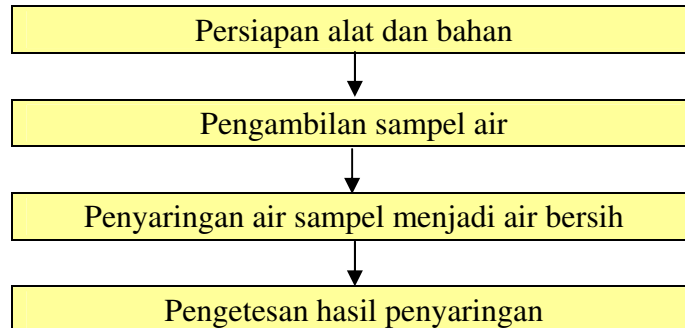 Persiapan alat dan bahan
Pengambilan sampel air
Penyaringan air sampel menjadi air bersih
Pengetesan hasil penyaringan